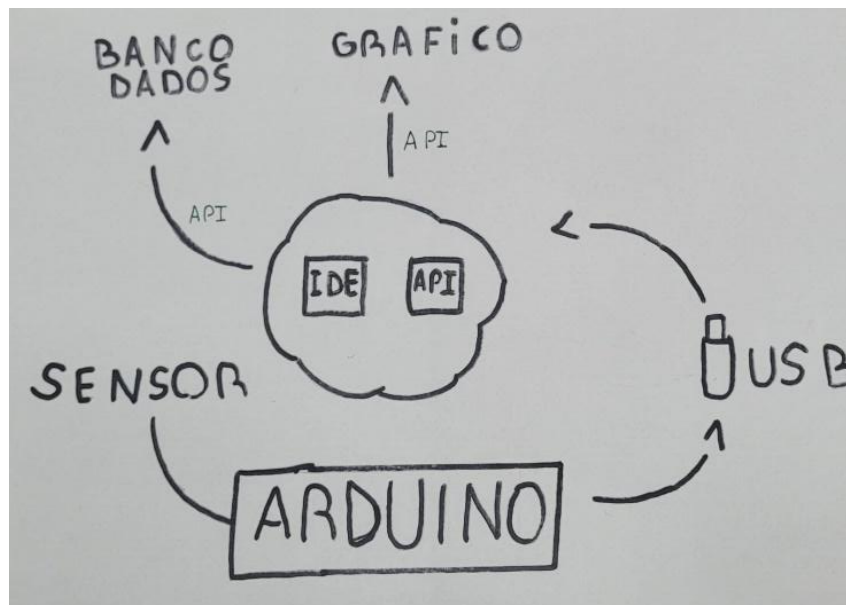 BANCO
DADOS
GRAFiCO
API
API
IDE
API
SENSOR
USB
ARDUINO